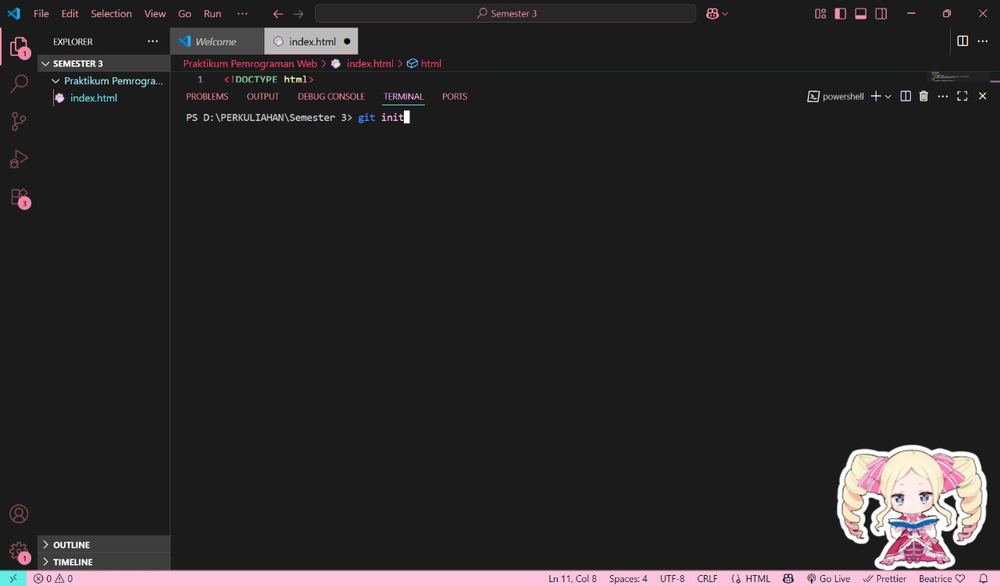 File Edit Selection View Go Run ···
Semester 3
EXPLORER ···
Welcome
index.html
SEMESTER 3
Praktikum Pemrogra...
index.html
Praktikum Pemrograman Web > index.html > html
1 <!DOCTYPE html>
PROBLEMS OUTPUT DEBUG CONSOLE TERMINAL PORTS
powershell
PS D:\PERKULIAHAN\Semester 3> git init
1
3
1
OUTLINE
TIMELINE
0 0
Ln 11, Col 8 Spaces: 4 UTF-8 CRLF {} HTML Go Live Prettier Beatrice ♡